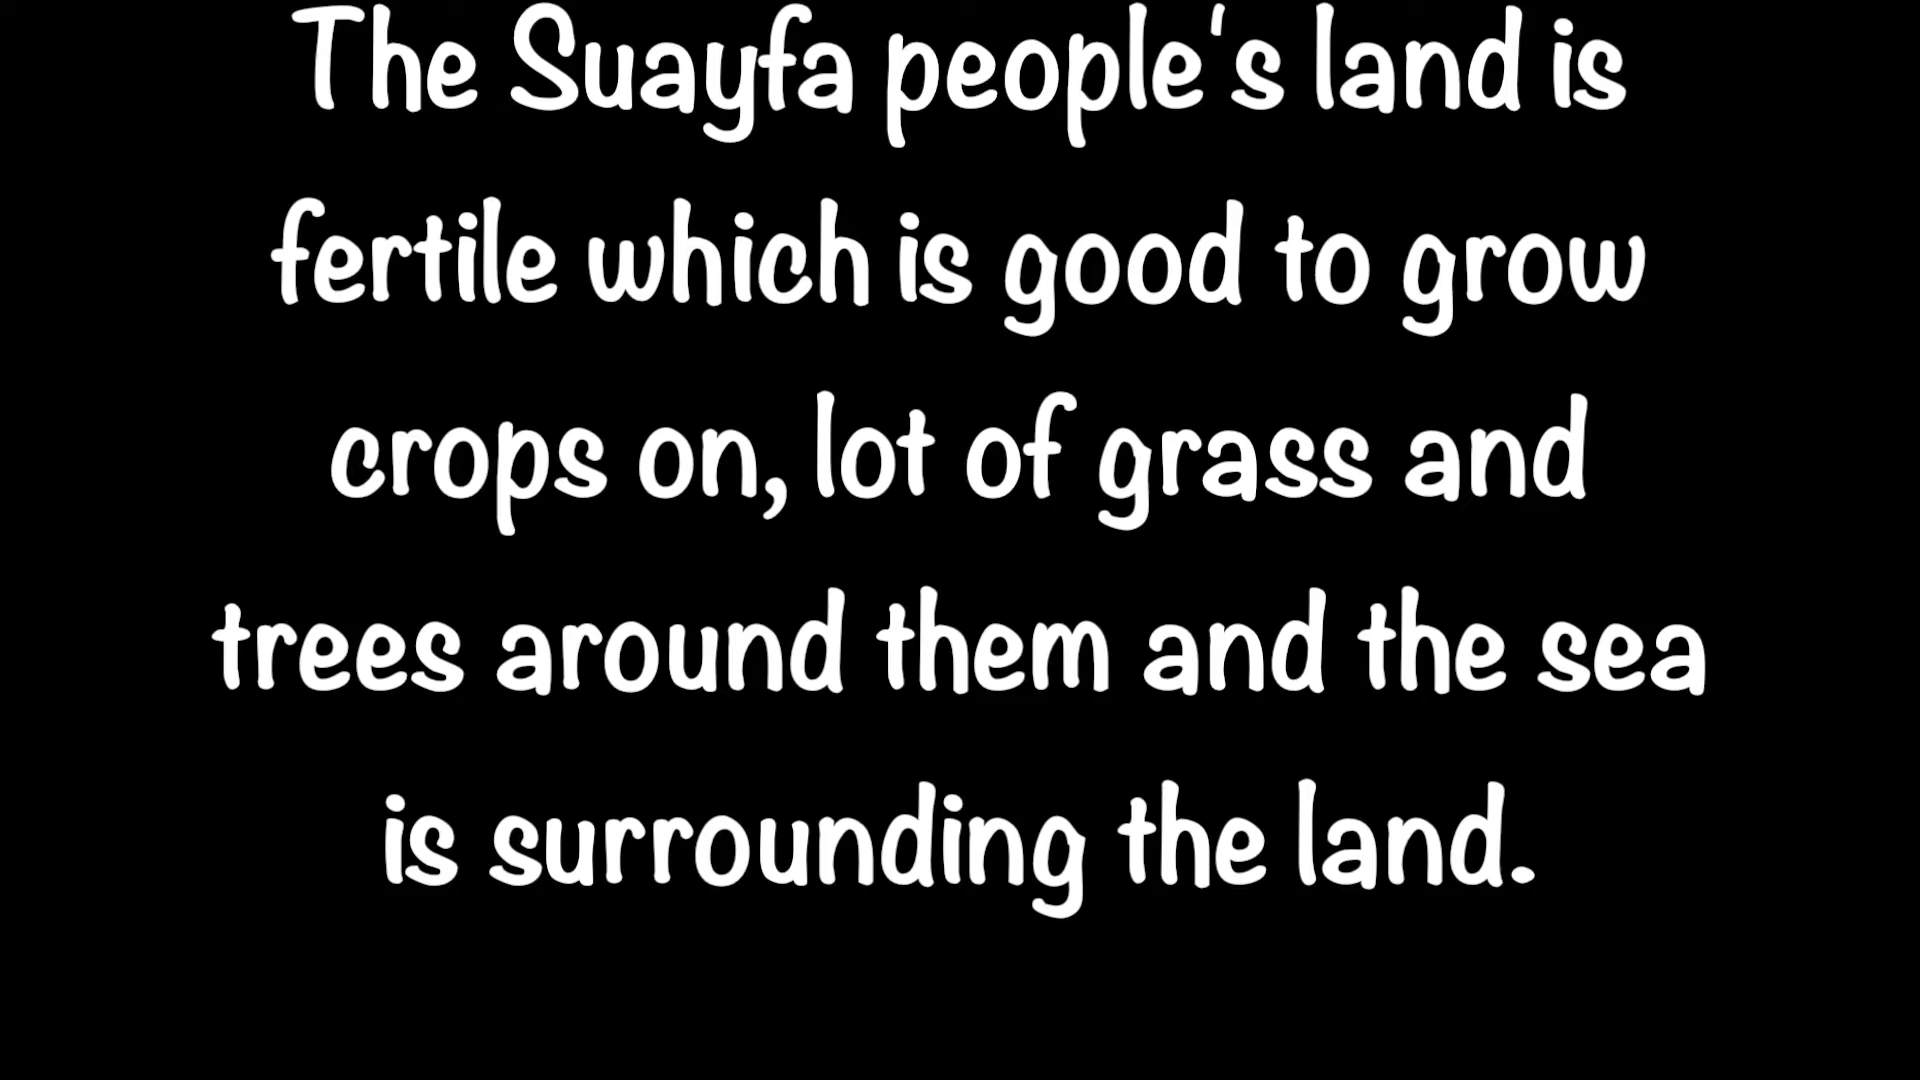 The Suayfa people's land is
fertile which is good to grow
crops on, lot of grass and
trees around them and the sea
is surrounding the land.